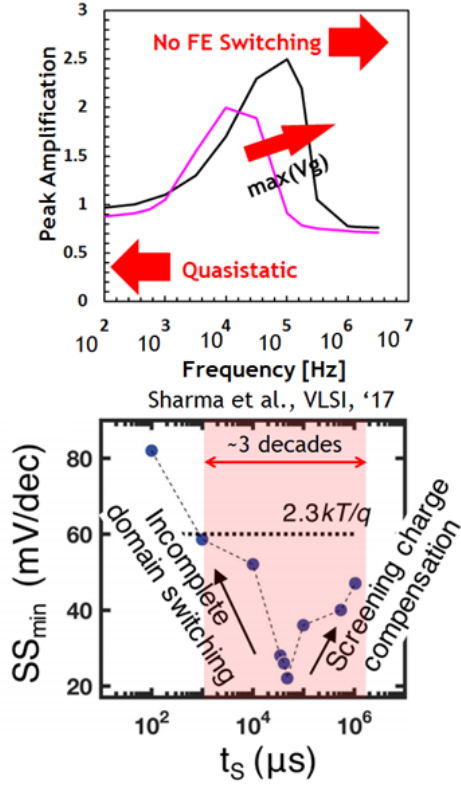 3
2.5
2
1.5
1
0.5
0
Peak Amplification
No FE Switching
max(Vg)
Quasistatic
10^2 10^3 10^4 10^5 10^6 10^7
Frequency [Hz]
Sharma et al., VLSI, ‘17
80
60
40
20
SS_min (mV/dec)
~3 decades
2.3kT/q
Incomplete
domain switching
Screening charge
compensation
10^2 10^4 10^6
t_S (μs)